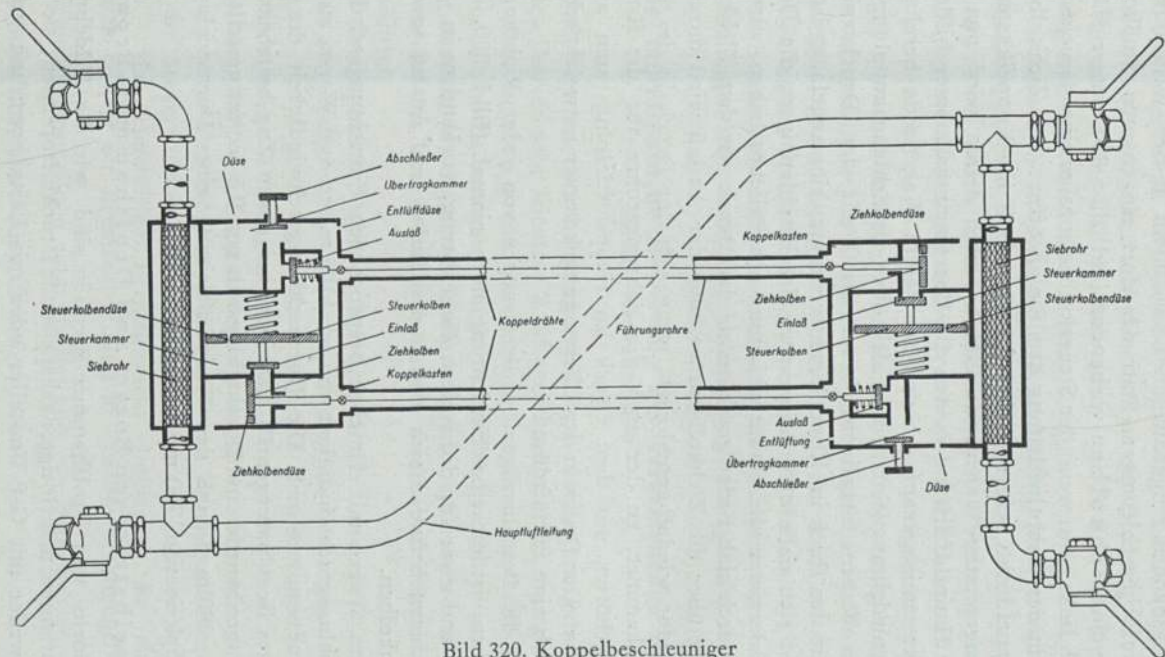 Düse
Abschließer
Übertragkammer
Entlüftdüse
Auslaß
Steuerkolbendüse
Steuerkammer
Siebrohr
Steuerkolben
Einlaß
Ziehkolben
Koppelkasten
Ziehkolbendüse
Koppeldrähte
Führungsrohre
Hauptluftleitung
Ziehkolbendüse
Koppelkasten
Ziehkolben
Einlaß
Steuerkolben
Siebrohr
Steuerkammer
Steuerkolbendüse
Auslaß
Entlüftung
Übertragkammer
Abschließer
Düse
Bild 320. Koppelbeschleuniger